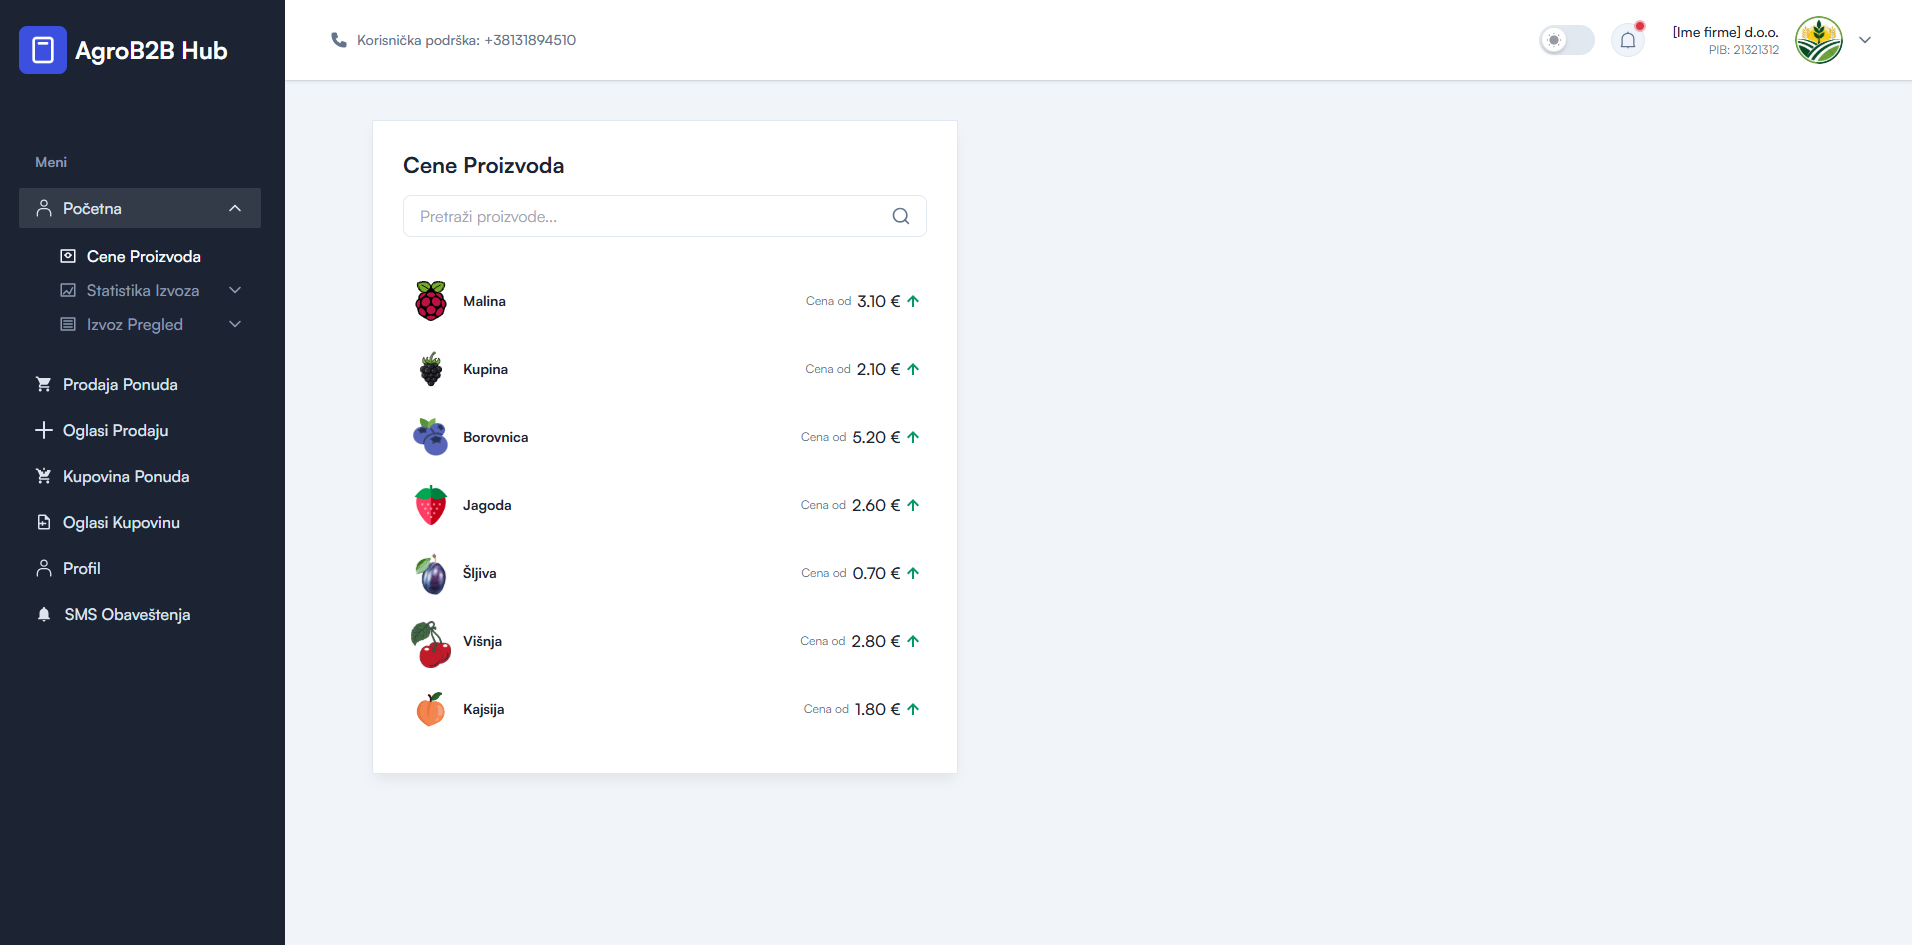 AgroB2B Hub
Korisnička podrška: +38131894510
[Ime firme] d.o.o.
PIB: 21321312
Meni
Početna
Cene Proizvoda
Statistika Izvoza
Izvoz Pregled
Prodaja Ponuda
Oglasi Prodaju
Kupovina Ponuda
Oglasi Kupovinu
Profil
SMS Obaveštenja
Cene Proizvoda
Pretraži proizvode...
Malina Cena od 3.10 €
Kupina Cena od 2.10 €
Borovnica Cena od 5.20 €
Jagoda Cena od 2.60 €
Šljiva Cena od 0.70 €
Višnja Cena od 2.80 €
Kajsija Cena od 1.80 €